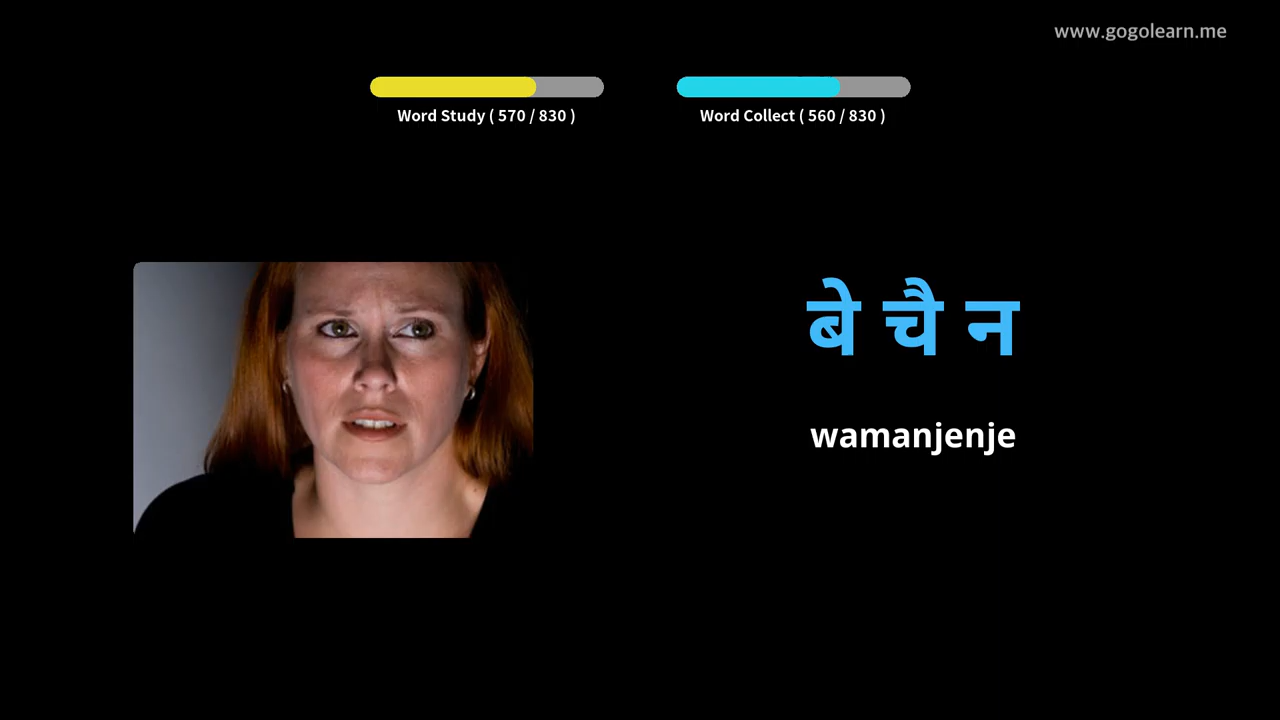 www.gogolearn.me
Word Study ( 570 / 830 )
Word Collect ( 560 / 830 )
बे चै न
wamanjenje